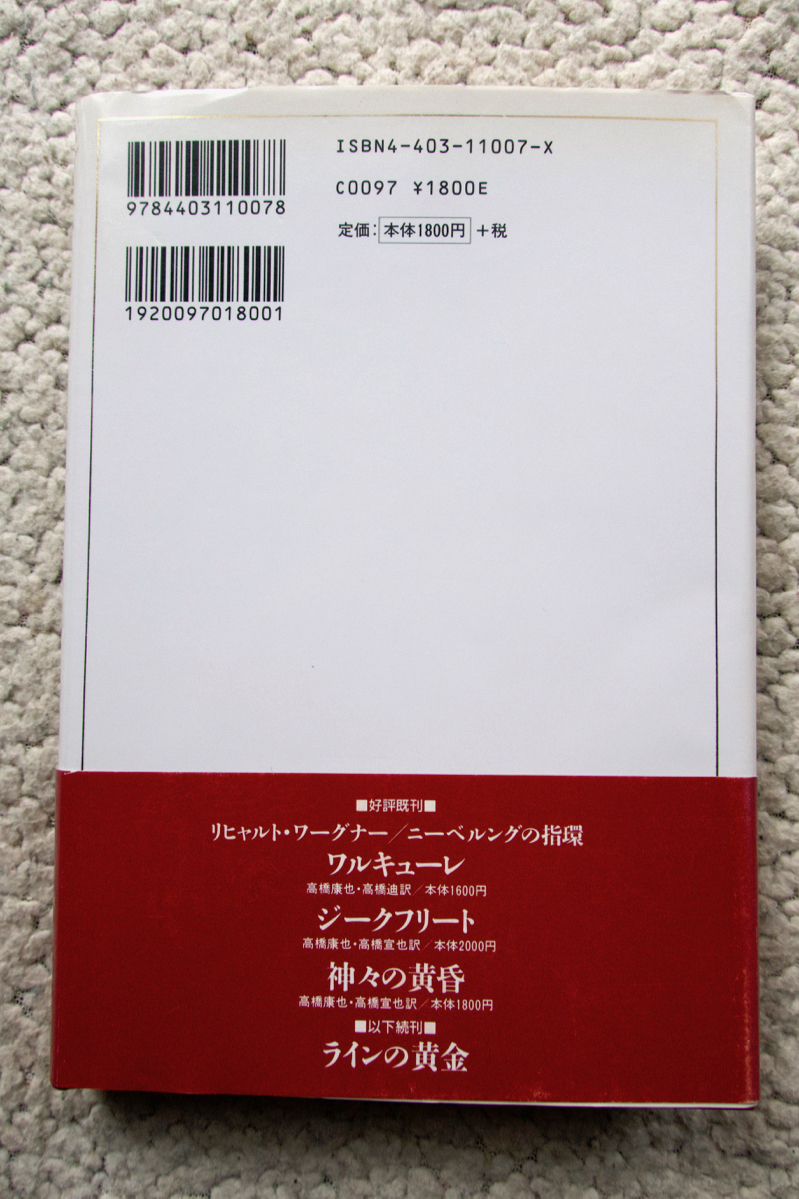 ISBN4-403-11007-X
9784403110078
C0097 ¥1800E
定価：本体1800円＋税
1920097018001
■好評既刊■
リヒャルト・ワーグナー／ニーベルングの指環
ワルキューレ
高橋康也・高橋迪訳／本体1600円
ジークフリート
高橋康也・高橋宣也訳／本体2000円
神々の黄昏
高橋康也・高橋宣也訳／本体1800円
■以下続刊■
ラインの黄金